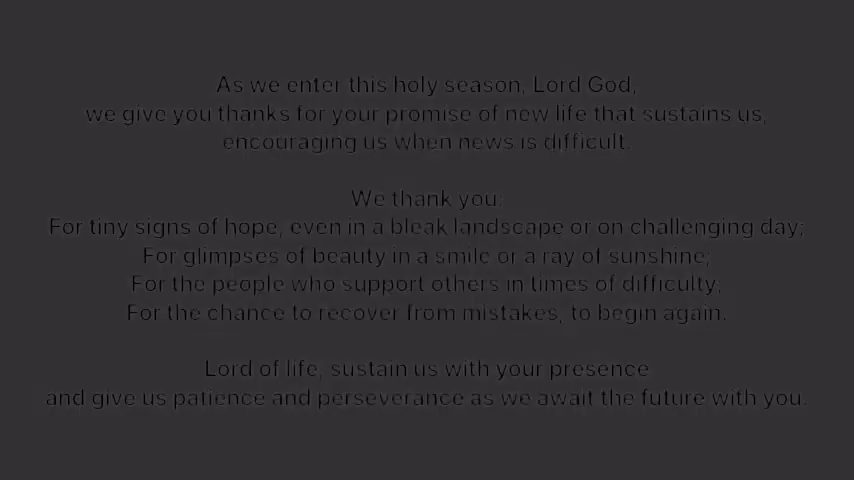 As we enter this holy season, Lord God,
we give you thanks for your promise of new life that sustains us,
encouraging us when news is difficult.
We thank you:
For tiny signs of hope, even in a bleak landscape or on challenging day;
For glimpses of beauty in a smile or a ray of sunshine;
For the people who support others in times of difficulty;
For the chance to recover from mistakes, to begin again.
Lord of life, sustain us with your presence
and give us patience and perseverance as we await the future with you.